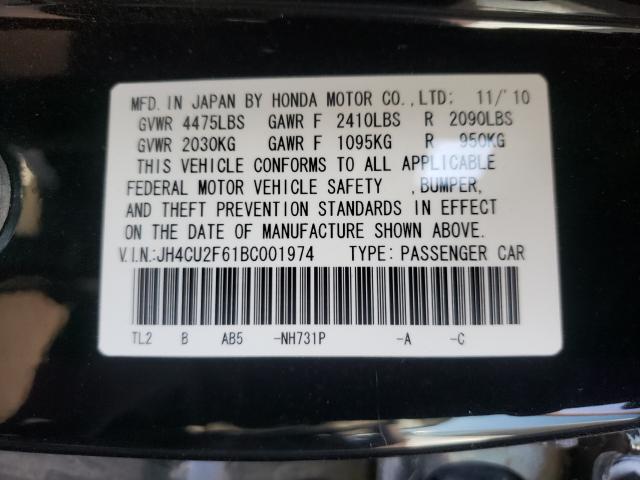 MFD. IN JAPAN BY HONDA MOTOR CO., LTD: 11/'10
GVWR 4475LBS GAWR F 2410LBS R 2090LBS
GVWR 2030KG GAWR F 1095KG R 950KG
THIS VEHICLE CONFORMS TO ALL APPLICABLE
FEDERAL MOTOR VEHICLE SAFETY , BUMPER,
AND THEFT PREVENTION STANDARDS IN EFFECT
ON THE DATE OF MANUFACTURE SHOWN ABOVE.
V.I.N.:JH4CU2F61BC001974 TYPE: PASSENGER CAR
TL2 B AB5 -NH731P -A -C